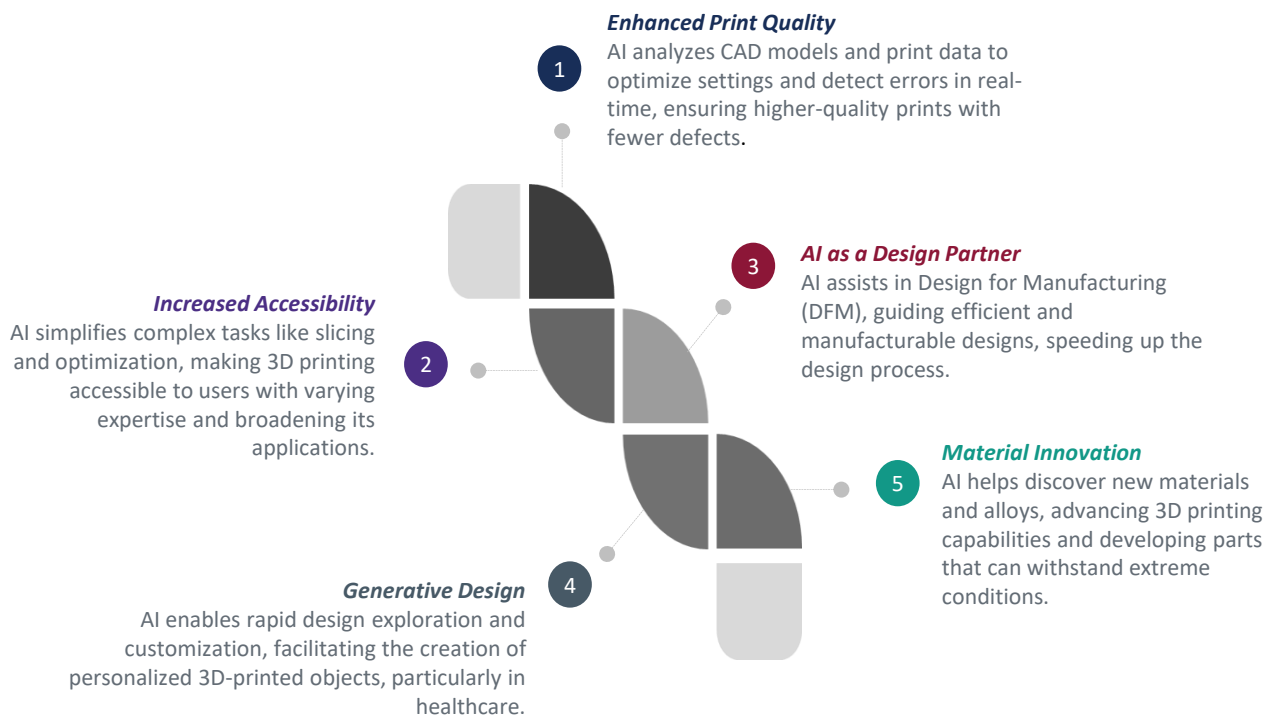 Enhanced Print Quality
1
AI analyzes CAD models and print data to
optimize settings and detect errors in real-
time, ensuring higher-quality prints with
fewer defects.
Increased Accessibility
2
AI simplifies complex tasks like slicing
and optimization, making 3D printing
accessible to users with varying
expertise and broadening its
applications.
3
AI as a Design Partner
AI assists in Design for Manufacturing
(DFM), guiding efficient and
manufacturable designs, speeding up the
design process.
4
Generative Design
AI enables rapid design exploration and
customization, facilitating the creation of
personalized 3D-printed objects, particularly in
healthcare.
5
Material Innovation
AI helps discover new materials
and alloys, advancing 3D printing
capabilities and developing parts
that can withstand extreme
conditions.